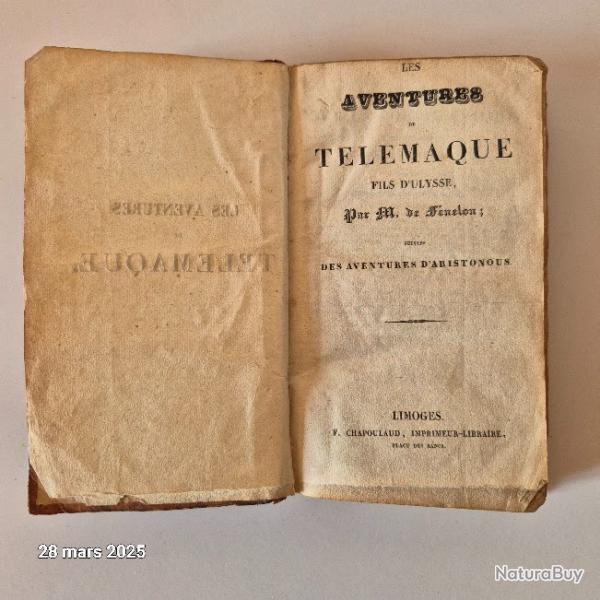 LES AVENTURES
DE
TELEMAQUE,
LES
AVENTURES
DE
TELEMAQUE
FILS D'ULYSSE,
Par M. de Fénelon;
SUIVIES
DES AVENTURES D'ARISTONOUS.
LIMOGES.
F. CHAPOULAUD, IMPRIMEUR-LIBRAIRE,
PLACE DES BANCS.
28 mars 2025
NaturaBuy